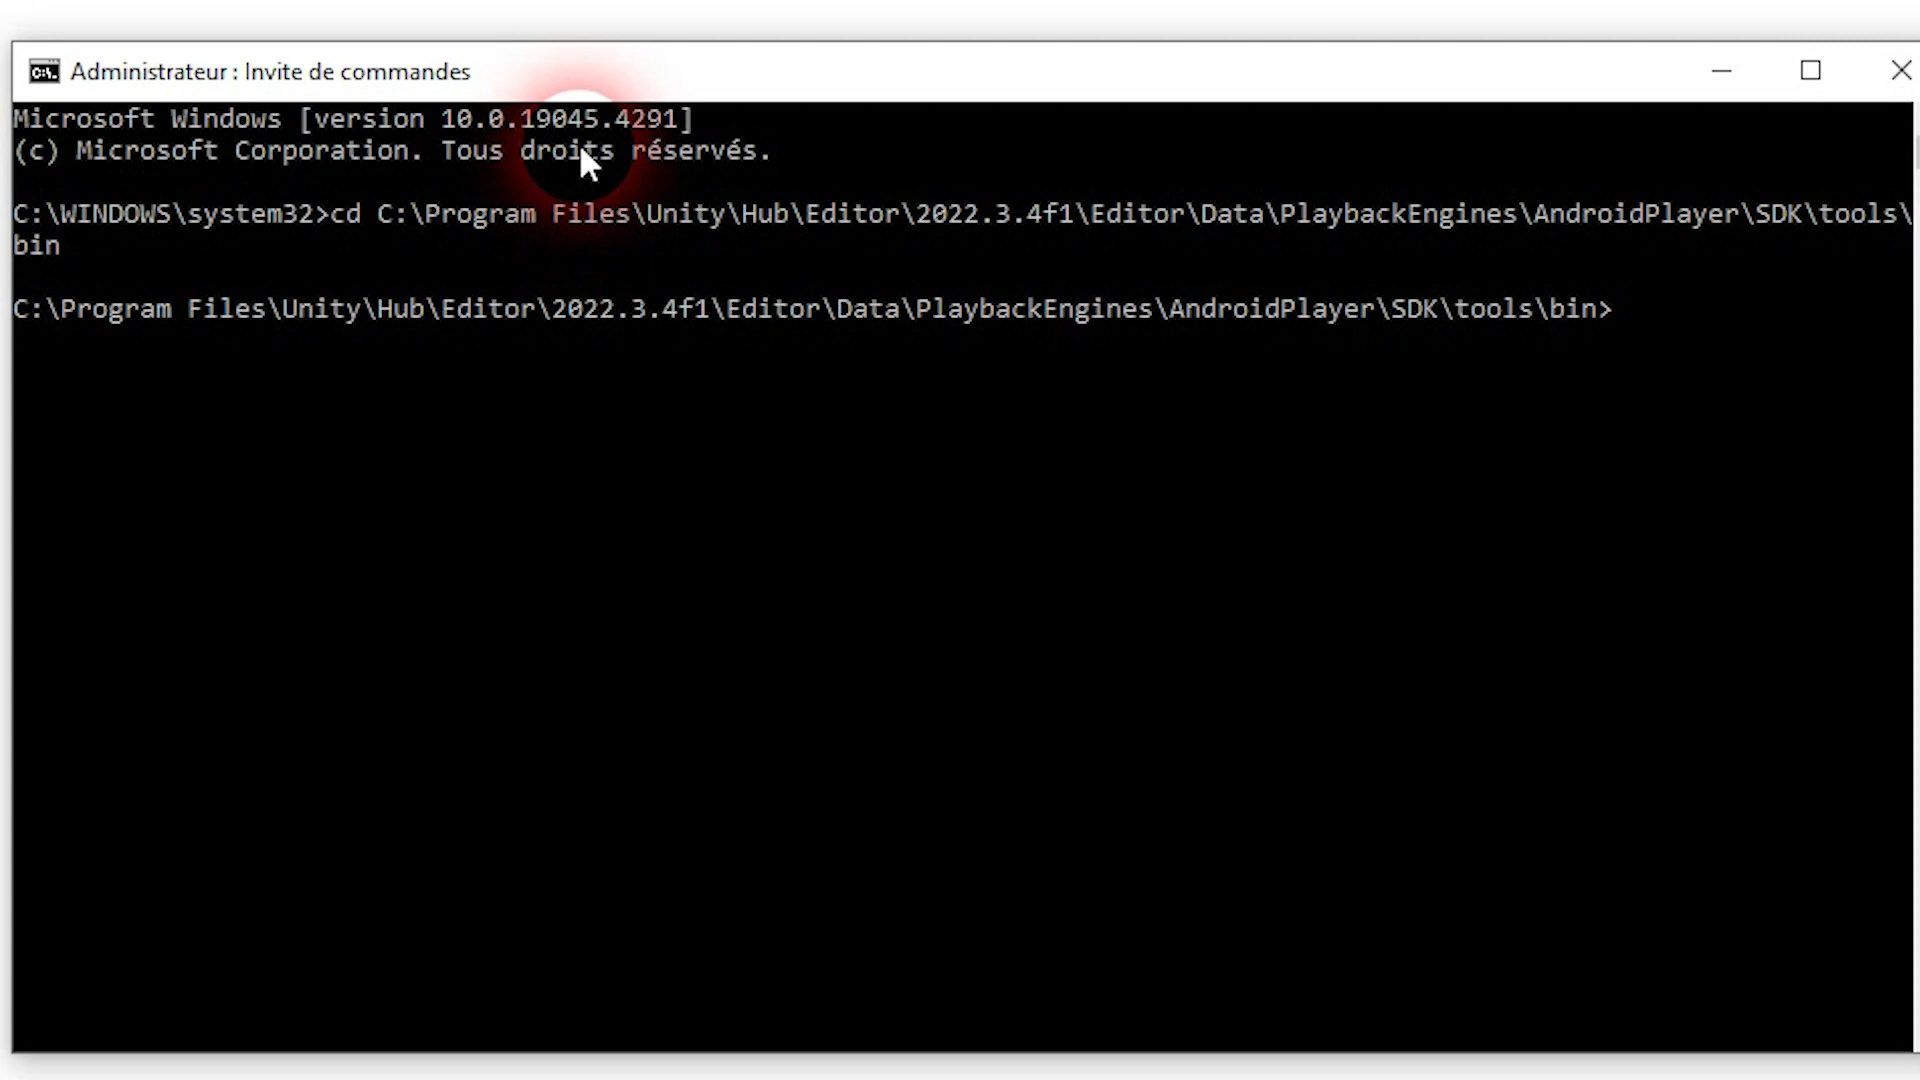 Administrateur : Invite de commandes
Microsoft Windows [version 10.0.19045.4291]
(c) Microsoft Corporation. Tous droits réservés.
C:\WINDOWS\system32>cd C:\Program Files\Unity\Hub\Editor\2022.3.4f1\Editor\Data\PlaybackEngines\AndroidPlayer\SDK\tools\
bin
C:\Program Files\Unity\Hub\Editor\2022.3.4f1\Editor\Data\PlaybackEngines\AndroidPlayer\SDK\tools\bin>